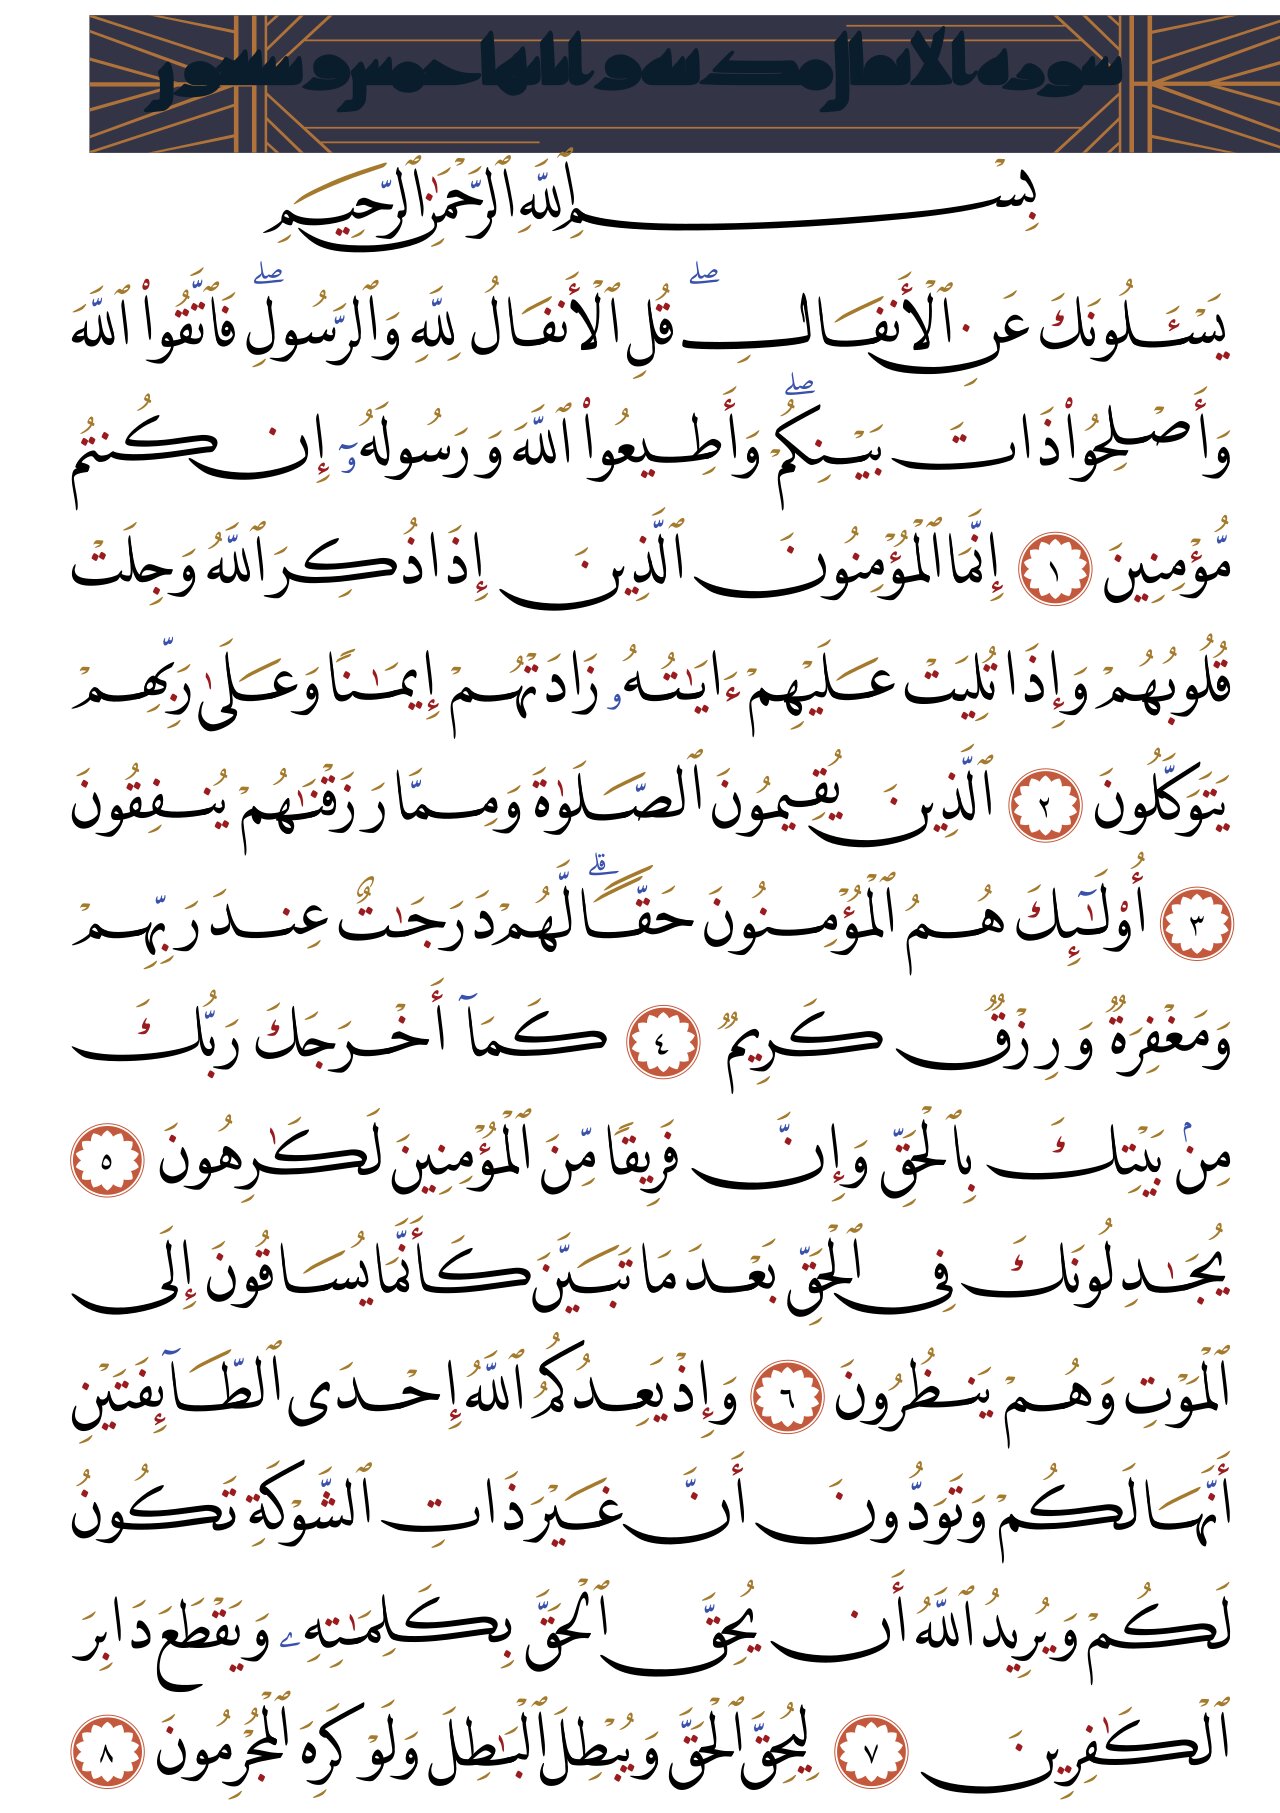 سورة الانفال مدنية و اياتها خمس و سبعون
بِسْمِ ٱللَّهِ ٱلرَّحْمَٰنِ ٱلرَّحِيمِ
يَسْـَٔلُونَكَ عَنِ ٱلْأَنفَالِ ۖ قُلِ ٱلْأَنفَالُ لِلَّهِ وَٱلرَّسُولِ ۖ فَٱتَّقُوا۟ ٱللَّهَ
وَأَصْلِحُوا۟ ذَاتَ بَيْنِكُمْ ۖ وَأَطِيعُوا۟ ٱللَّهَ وَرَسُولَهُۥٓ إِن كُنتُم
مُّؤْمِنِينَ ١ إِنَّمَا ٱلْمُؤْمِنُونَ ٱلَّذِينَ إِذَا ذُكِرَ ٱللَّهُ وَجِلَتْ
قُلُوبُهُمْ وَإِذَا تُلِيَتْ عَلَيْهِمْ ءَايَٰتُهُۥ زَادَتْهُمْ إِيمَٰنًا وَعَلَىٰ رَبِّهِمْ
يَتَوَكَّلُونَ ٢ ٱلَّذِينَ يُقِيمُونَ ٱلصَّلَوٰةَ وَمِمَّا رَزَقْنَٰهُمْ يُنفِقُونَ
٣ أُو۟لَٰٓئِكَ هُمُ ٱلْمُؤْمِنُونَ حَقًّا ۚ لَّهُمْ دَرَجَٰتٌ عِندَ رَبِّهِمْ
وَمَغْفِرَةٌ وَرِزْقٌ كَرِيمٌ ٤ كَمَآ أَخْرَجَكَ رَبُّكَ
مِنۢ بَيْتِكَ بِٱلْحَقِّ وَإِنَّ فَرِيقًا مِّنَ ٱلْمُؤْمِنِينَ لَكَٰرِهُونَ ٥
يُجَٰدِلُونَكَ فِى ٱلْحَقِّ بَعْدَ مَا تَبَيَّنَ كَأَنَّمَا يُسَاقُونَ إِلَى
ٱلْمَوْتِ وَهُمْ يَنظُرُونَ ٦ وَإِذْ يَعِدُكُمُ ٱللَّهُ إِحْدَى ٱلطَّآئِفَتَيْنِ
أَنَّهَا لَكُمْ وَتَوَدُّونَ أَنَّ غَيْرَ ذَاتِ ٱلشَّوْكَةِ تَكُونُ
لَكُمْ وَيُرِيدُ ٱللَّهُ أَن يُحِقَّ ٱلْحَقَّ بِكَلِمَٰتِهِۦ وَيَقْطَعَ دَابِرَ
ٱلْكَٰفِرِينَ ٧ لِيُحِقَّ ٱلْحَقَّ وَيُبْطِلَ ٱلْبَٰطِلَ وَلَوْ كَرِهَ ٱلْمُجْرِمُونَ ٨